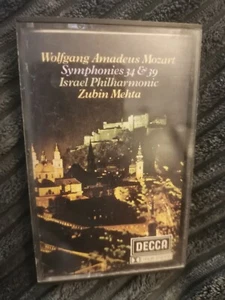 Wolfgang Amadeus Mozart
Symphonies 34 & 39
Israel Philharmonic
Zubin Mehta
DECCA